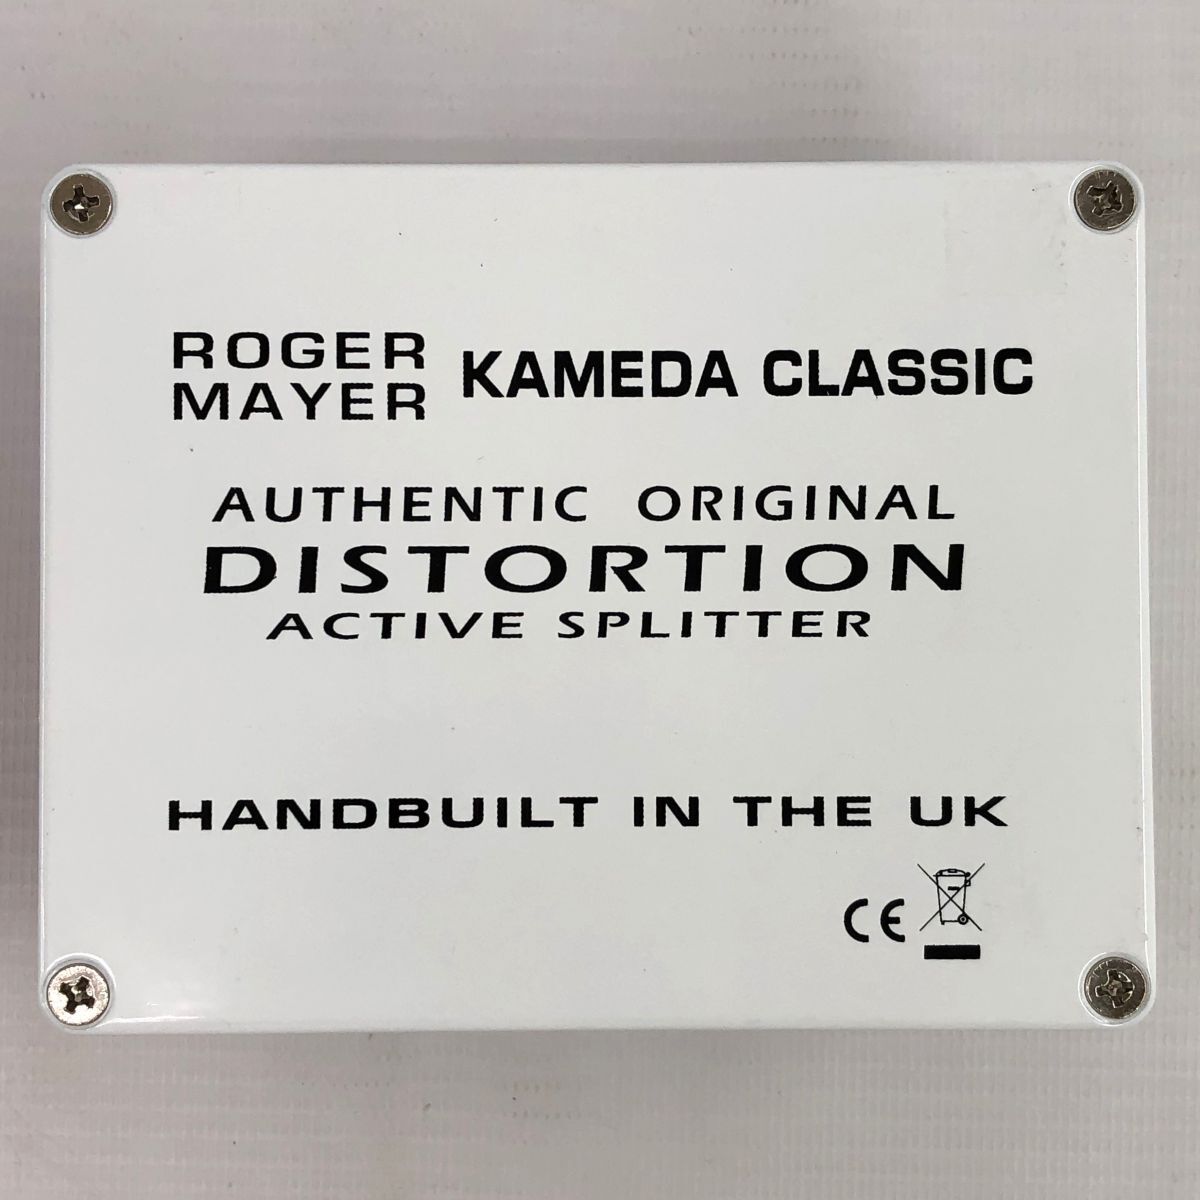 ROGER
MAYER
KAMEDA CLASSIC
AUTHENTIC ORIGINAL
DISTORTION
ACTIVE SPLITTER
HANDBUILT IN THE UK
CE